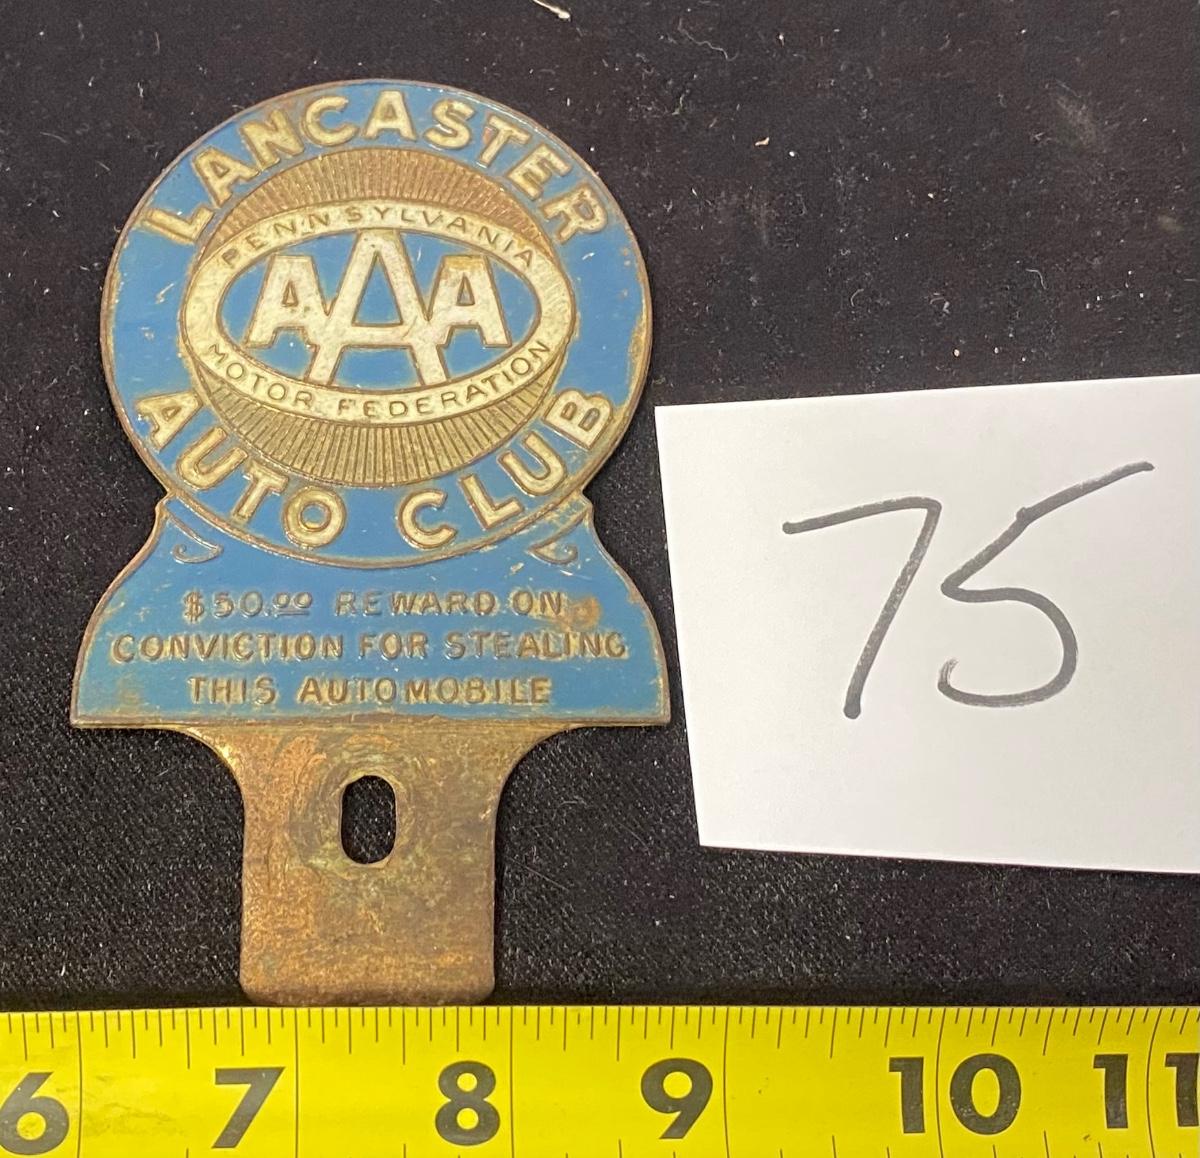 LANCASTER
PENNSYLVANIA
AAA
MOTOR FEDERATION
AUTO CLUB
$50.00 REWARD ON
CONVICTION FOR STEALING
THIS AUTOMOBILE
75
6 7 8 9 10 11